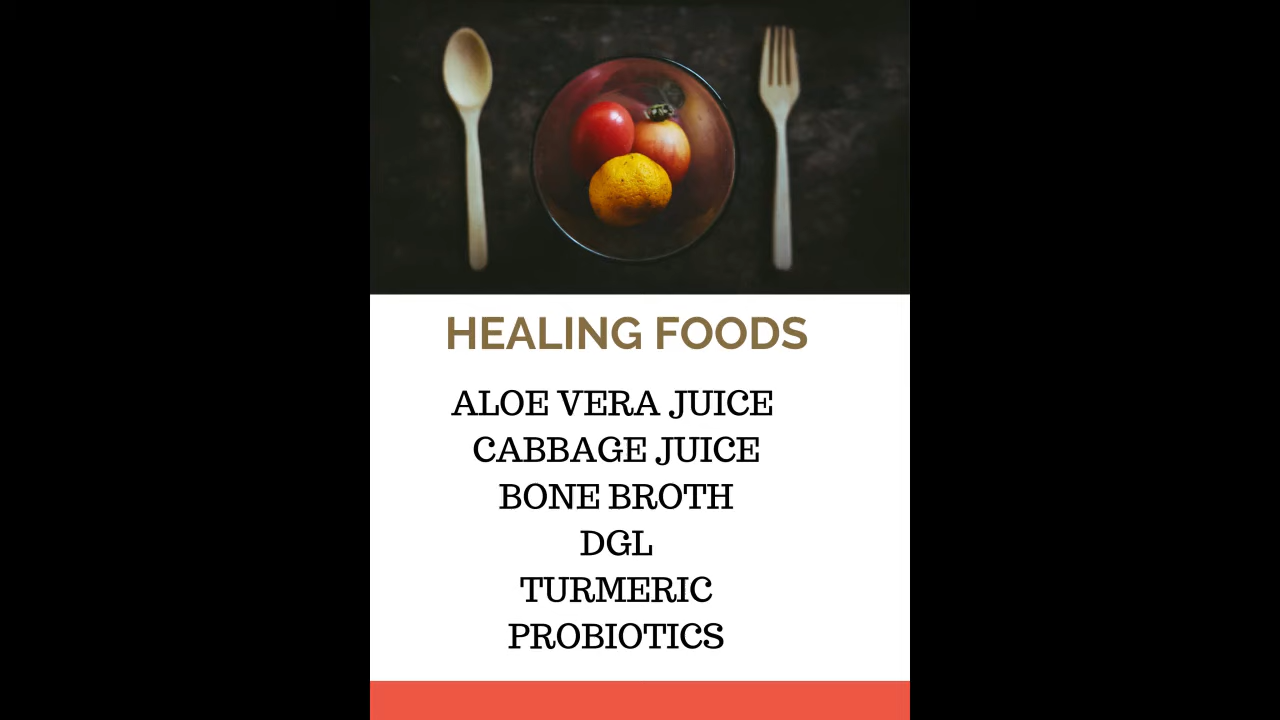 HEALING FOODS
ALOE VERA JUICE
CABBAGE JUICE
BONE BROTH
DGL
TURMERIC
PROBIOTICS